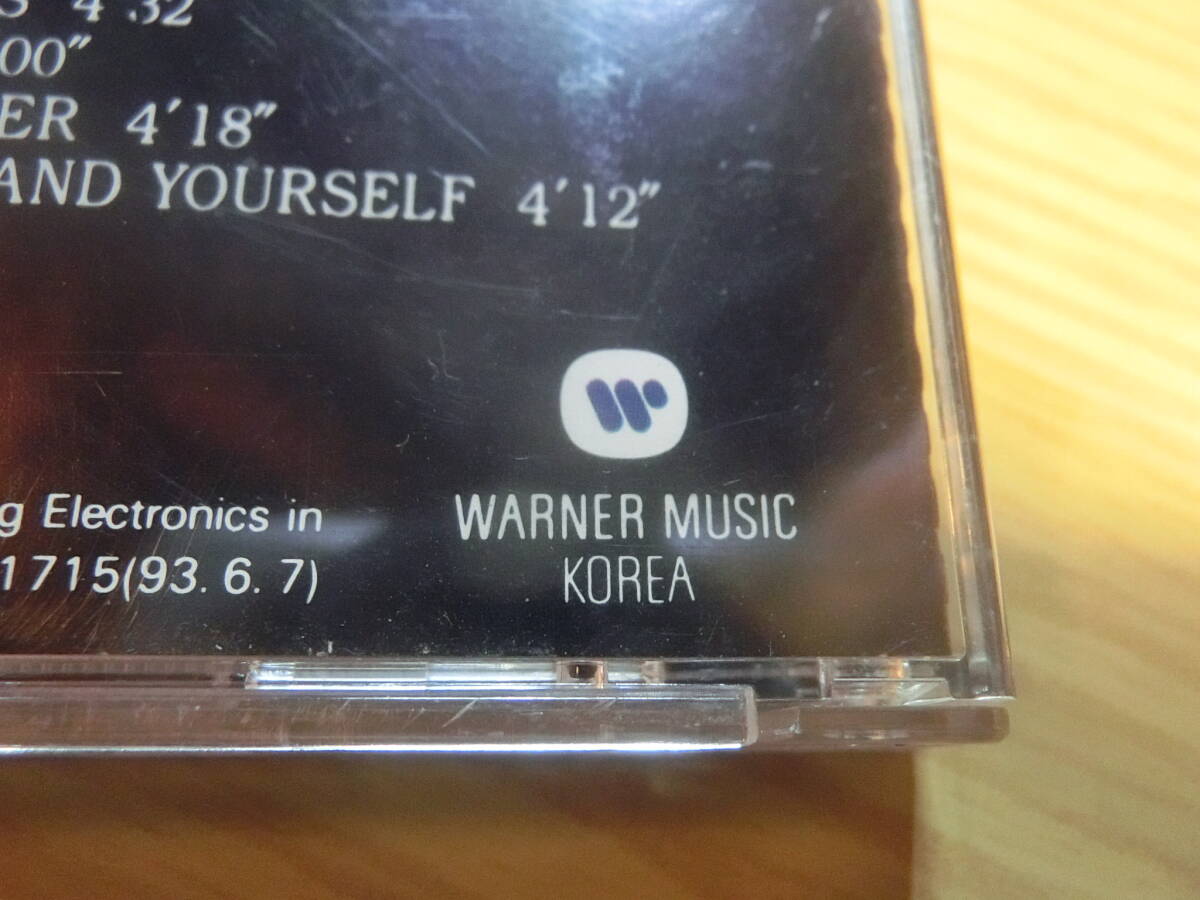 S 4'32
00"
ER 4'18"
AND YOURSELF 4'12"
g Electronics in
1715(93. 6. 7)
WARNER MUSIC
KOREA